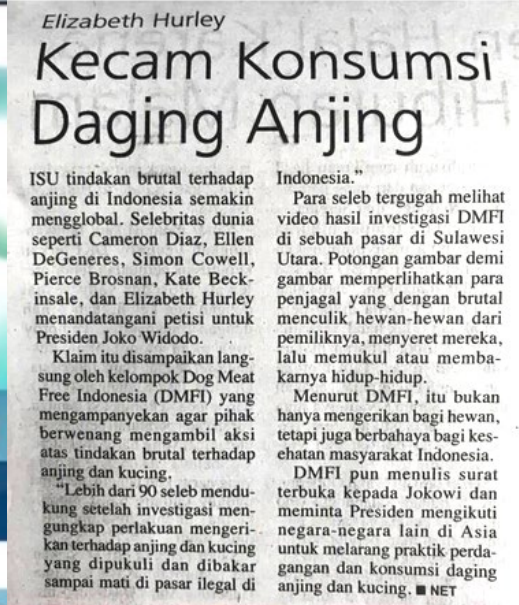 Elizabeth Hurley
Kecam Konsumsi
Daging Anjing
ISU tindakan brutal terhadap
anjing di Indonesia semakin
mengglobal. Selebritas dunia
seperti Cameron Diaz, Ellen
DeGeneres, Simon Cowell,
Pierce Brosnan, Kate Beck-
insale, dan Elizabeth Hurley
menandatangani petisi untuk
Presiden Joko Widodo.
Klaim itu disampaikan lang-
sung oleh kelompok Dog Meat
Free Indonesia (DMFI) yang
mengampanyekan agar pihak
berwenang mengambil aksi
atas tindakan brutal terhadap
anjing dan kucing.
"Lebih dari 90 seleb mendu-
kung setelah investigasi men-
gungkap perlakuan mengeri-
kan terhadap anjing dan kucing
yang dipukuli dan dibakar
sampai mati di pasar ilegal di
Indonesia."
Para seleb tergugah melihat
video hasil investigasi DMFI
di sebuah pasar di Sulawesi
Utara. Potongan gambar demi
gambar memperlihatkan para
penjagal yang dengan brutal
menculik hewan-hewan dari
pemiliknya, menyeret mereka,
lalu memukul atau memba-
karnya hidup-hidup.
Menurut DMFI, itu bukan
hanya mengerikan bagi hewan,
tetapi juga berbahaya bagi kes-
ehatan masyarakat Indonesia.
DMFI pun menulis surat
terbuka kepada Jokowi dan
meminta Presiden mengikuti
negara-negara lain di Asia
untuk melarang praktik perda-
gangan dan konsumsi daging
anjing dan kucing. ■ NET